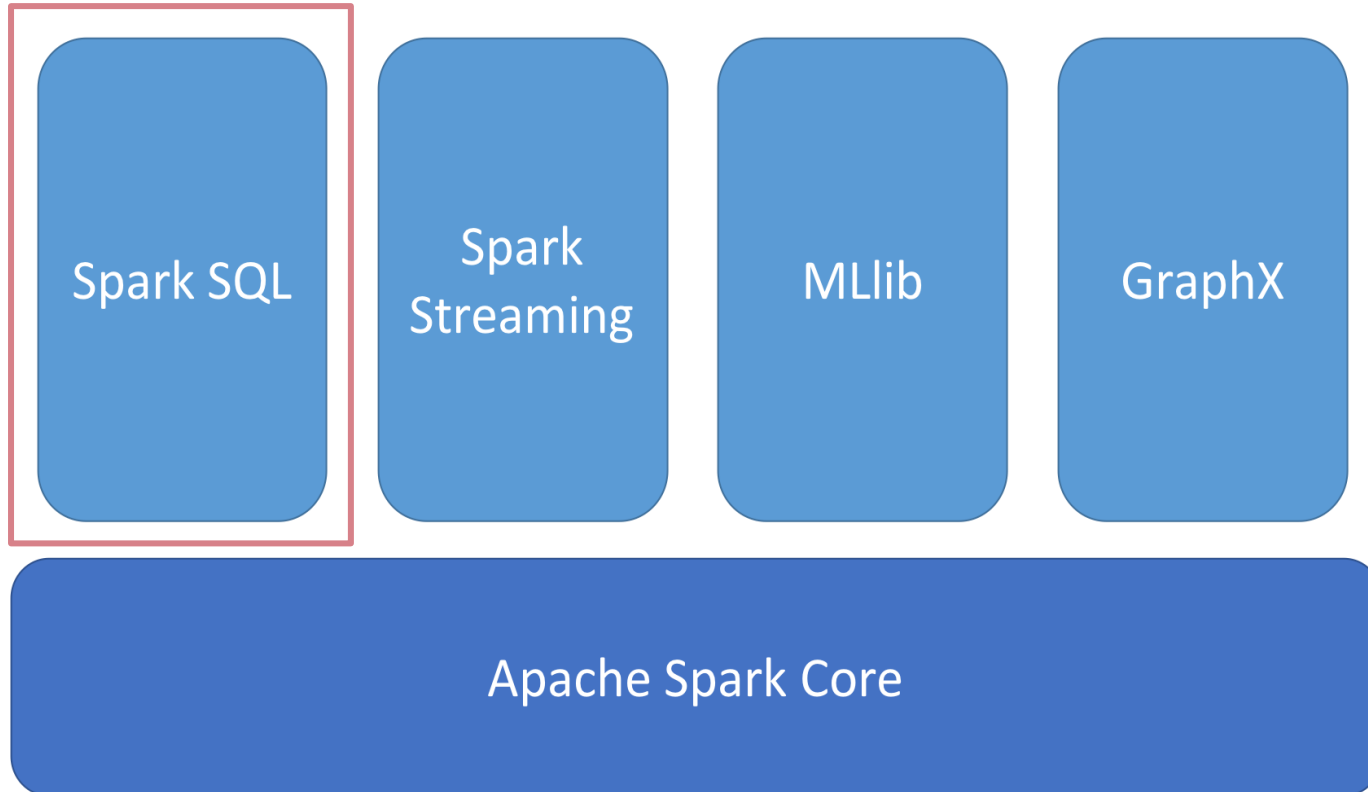 Spark SQL
Spark
Streaming
MLlib
GraphX
Apache Spark Core